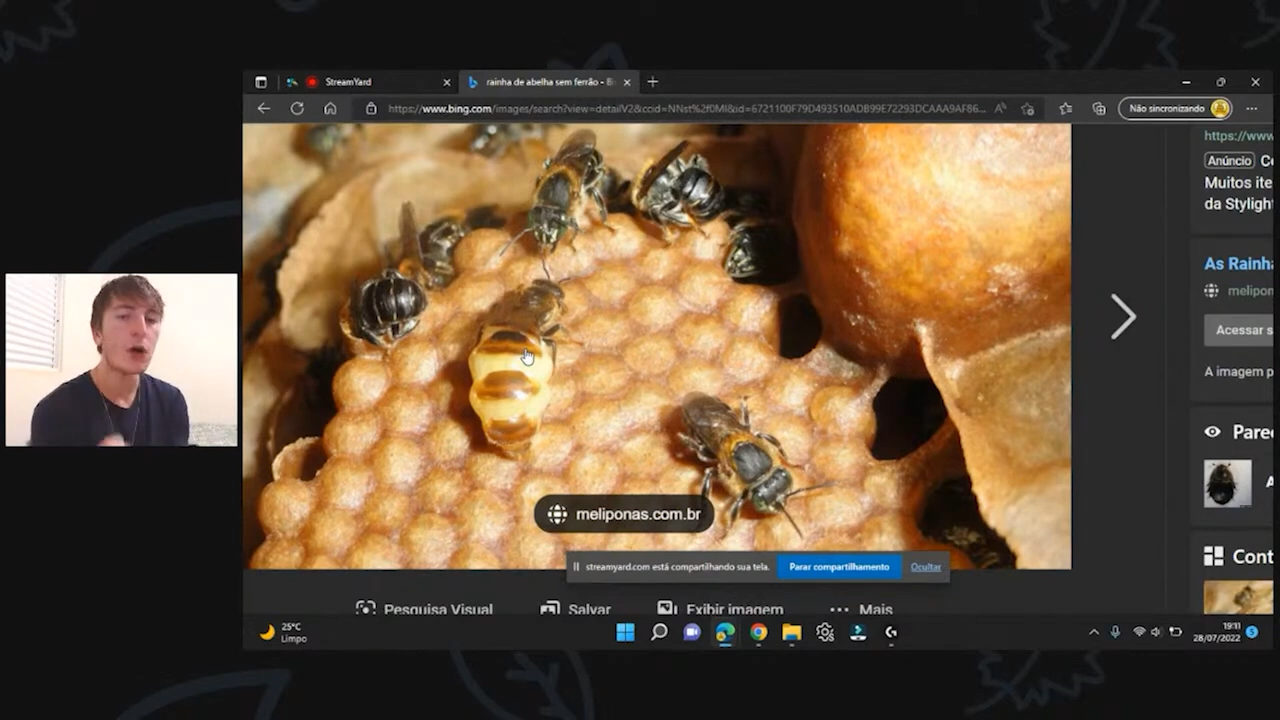 StreamYard
rainha de abelha sem ferrão - B
https://www.bing.com/images/search?view=detailV2&ccid=NNst%2f0Ml&id=6721100F79D493510ADB99E72293DCAAA9AF86...
Não sincronizando
https://www
Anúncio
Muitos ite
da Stylight
As Rainha
melipon
Acessar s
A imagem p
Pare
Cont
meliponas.com.br
streamyard.com está compartilhando sua tela.
Parar compartilhamento
Ocultar
Pesquisa Visual
Salvar
Exibir imagem
Mais
25°C
Limpo
19:11
28/07/2022
5